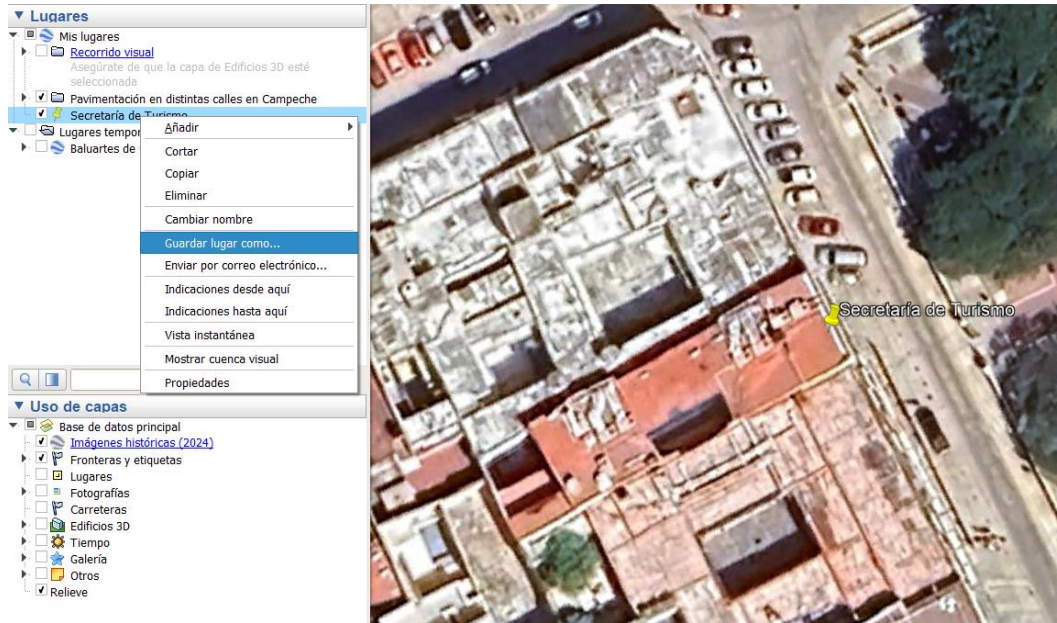 Lugares
Mis lugares
Recorrido visual
Asegúrate de que la capa de Edificios 3D esté
seleccionada
Pavimentación en distintas calles en Campeche
Secretaría de Turismo
Lugares tempor
Baluartes de
Añadir
Cortar
Copiar
Eliminar
Cambiar nombre
Guardar lugar como...
Enviar por correo electrónico...
Indicaciones desde aquí
Indicaciones hasta aquí
Vista instantánea
Mostrar cuenca visual
Propiedades
Uso de capas
Base de datos principal
Imágenes históricas (2024)
Fronteras y etiquetas
Lugares
Fotografías
Carreteras
Edificios 3D
Tiempo
Galería
Otros
Relieve
Secretaría de Turismo